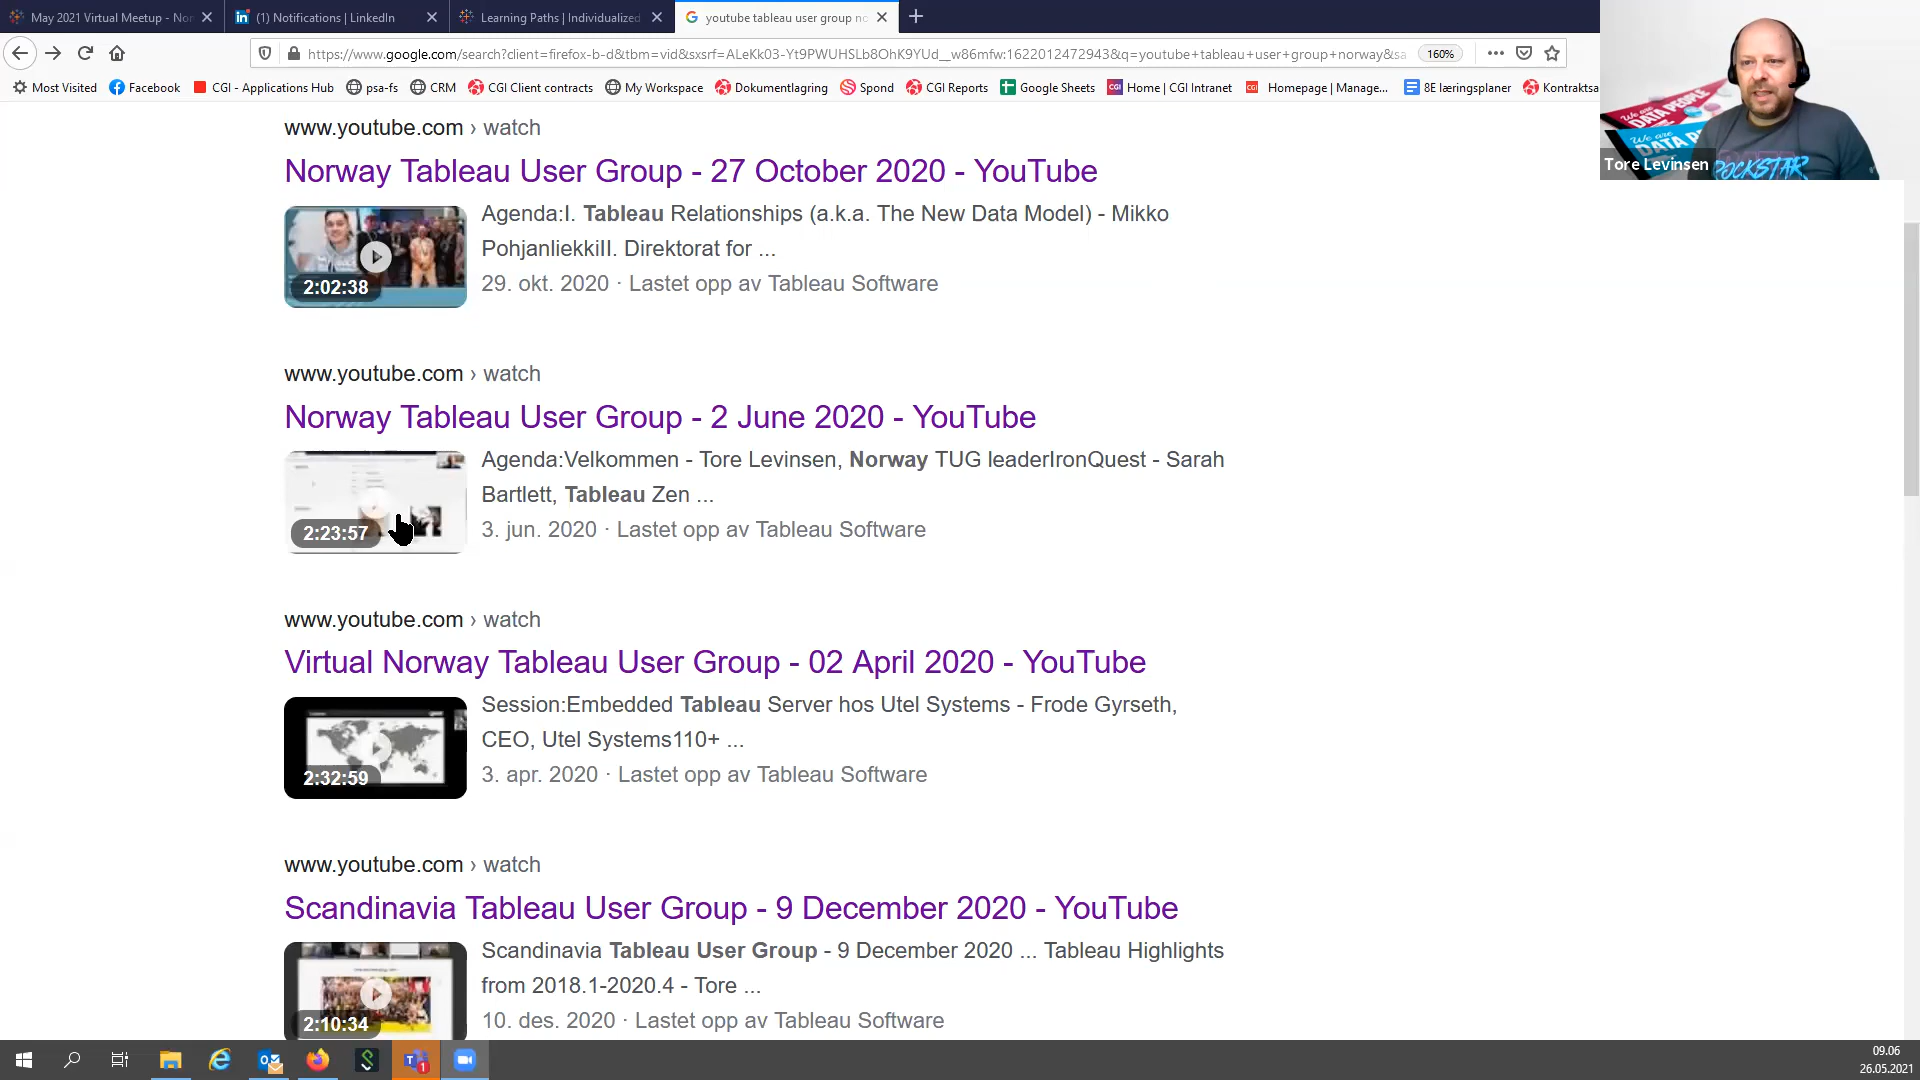 May 2021 Virtual Meetup - Nor
(1) Notifications | LinkedIn
Learning Paths | Individualized
youtube tableau user group no
https://www.google.com/search?client=firefox-b-d&tbm=vid&sxsrf=ALeKk03-Yt9PWUHSLb8OhK9YUd__w86mfw:1622012472943&q=youtube+tableau+user+group+norway&sa
160%
Most Visited
Facebook
CGI - Applications Hub
psa-fs
CRM
CGI Client contracts
My Workspace
Dokumentlagring
Spond
CGI Reports
Google Sheets
Home | CGI Intranet
Homepage | Manage...
8E læringsplaner
Kontraktsa
We are
DATA PEOPLE
We are
DATA
ROCKSTAR
Tore Levinsen
www.youtube.com › watch
Norway Tableau User Group - 27 October 2020 - YouTube
Agenda:I. Tableau Relationships (a.k.a. The New Data Model) - Mikko
PohjanliekkiII. Direktorat for ...
2:02:38
29. okt. 2020 · Lastet opp av Tableau Software
www.youtube.com › watch
Norway Tableau User Group - 2 June 2020 - YouTube
Agenda:Velkommen - Tore Levinsen, Norway TUG leaderIronQuest - Sarah
Bartlett, Tableau Zen ...
2:23:57
3. jun. 2020 · Lastet opp av Tableau Software
www.youtube.com › watch
Virtual Norway Tableau User Group - 02 April 2020 - YouTube
Session:Embedded Tableau Server hos Utel Systems - Frode Gyrseth,
CEO, Utel Systems110+ ...
2:32:59
3. apr. 2020 · Lastet opp av Tableau Software
www.youtube.com › watch
Scandinavia Tableau User Group - 9 December 2020 - YouTube
Scandinavia Tableau User Group - 9 December 2020 ... Tableau Highlights
from 2018.1-2020.4 - Tore ...
2:10:34
10. des. 2020 · Lastet opp av Tableau Software
09.06
26.05.2021